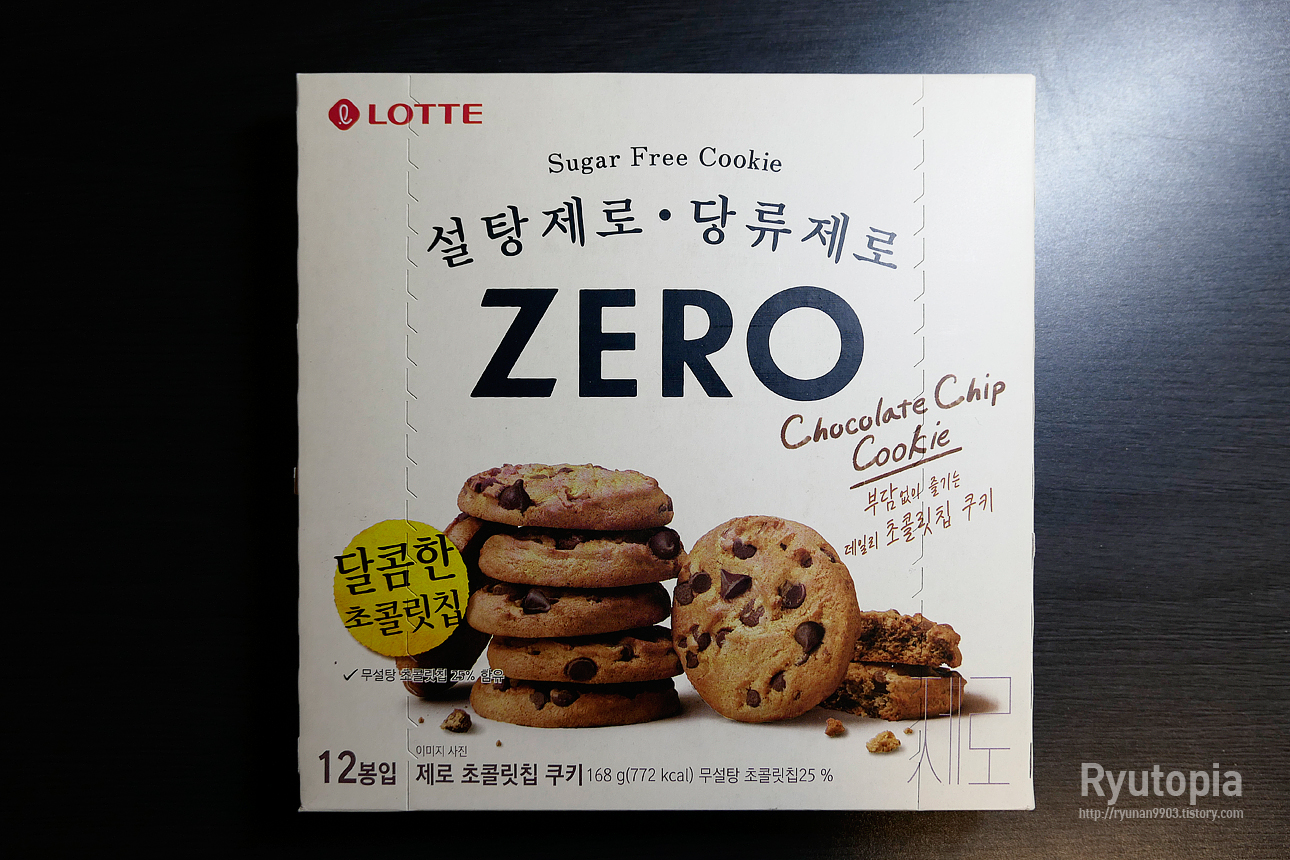 LOTTE
Sugar Free Cookie
설탕제로·당류제로
ZERO
Chocolate Chip
Cookie
부담없이 즐기는
데일리 초콜릿칩 쿠키
달콤한
초콜릿칩
✓무설탕 초콜릿칩 25% 함유
이미지 사진
12봉입 제로 초콜릿칩 쿠키 168 g(772 kcal) 무설탕 초콜릿칩25 %
제로
Ryutopia
http://ryunan9903.tistory.com